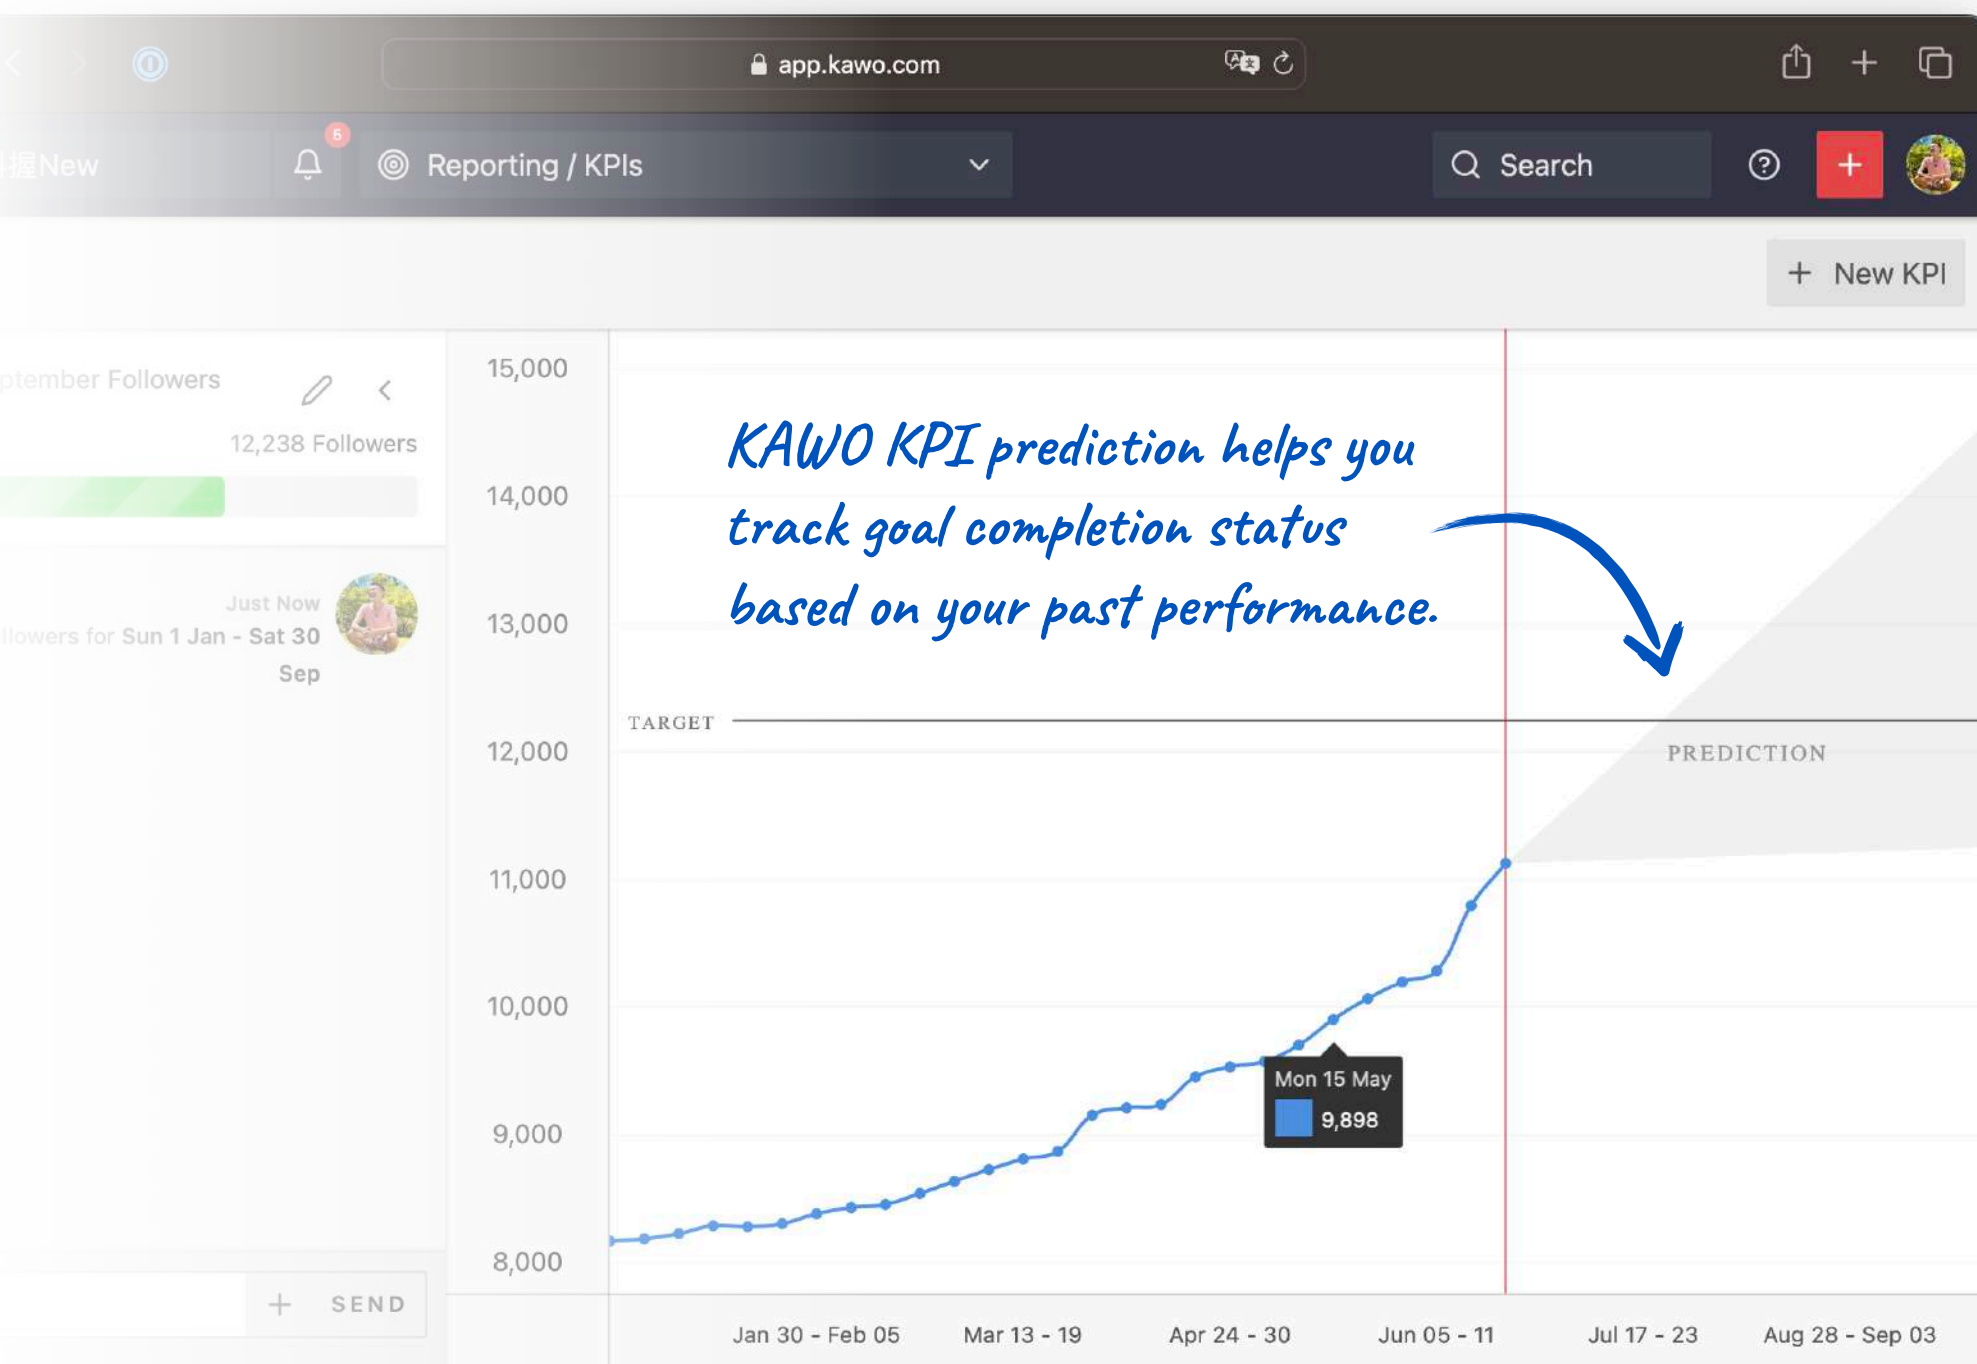 app.kawo.com
握New
5
Reporting / KPIs
Search
+ New KPI
ptember Followers
12,238 Followers
Just Now
llowers for Sun 1 Jan - Sat 30
Sep
+ SEND
15,000
14,000
13,000
12,000
11,000
10,000
9,000
8,000
KAWO KPI prediction helps you
track goal completion status
based on your past performance.
TARGET
PREDICTION
Mon 15 May
9,898
Jan 30 - Feb 05
Mar 13 - 19
Apr 24 - 30
Jun 05 - 11
Jul 17 - 23
Aug 28 - Sep 03